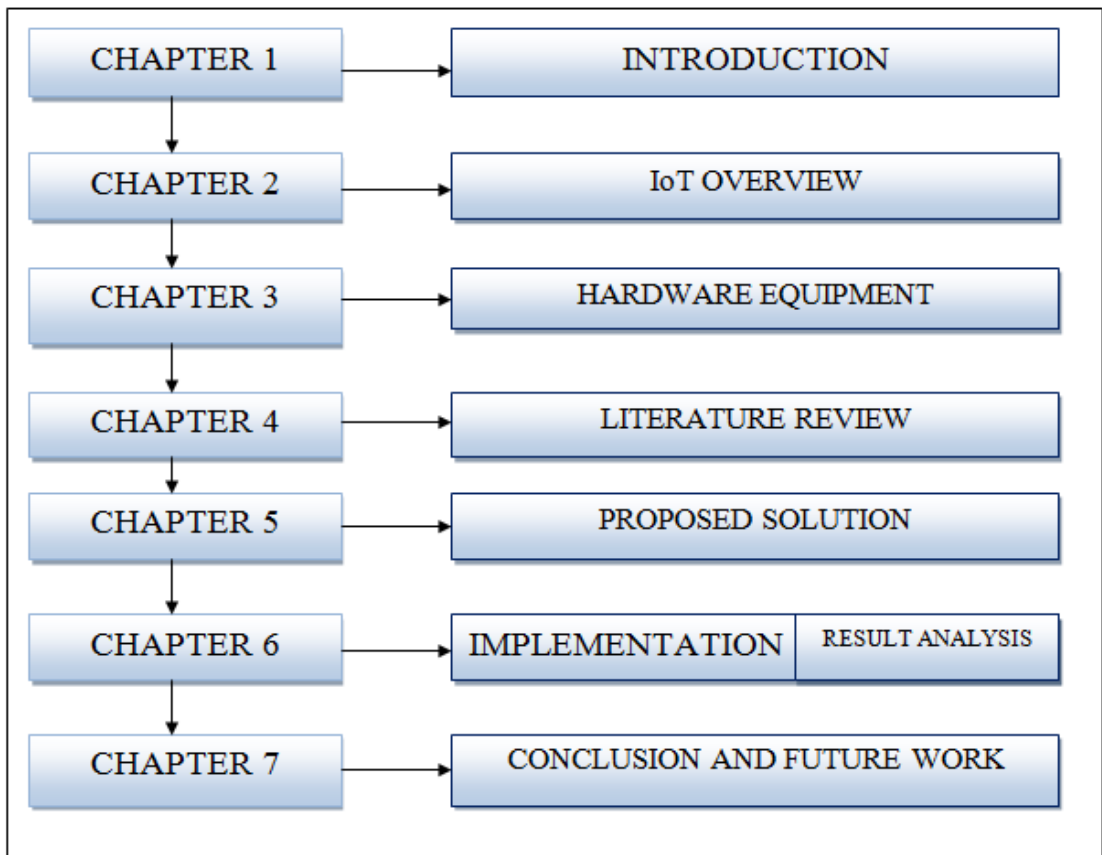 CHAPTER 1
INTRODUCTION
CHAPTER 2
IoT OVERVIEW
CHAPTER 3
HARDWARE EQUIPMENT
CHAPTER 4
LITERATURE REVIEW
CHAPTER 5
PROPOSED SOLUTION
CHAPTER 6
IMPLEMENTATION
RESULT ANALYSIS
CHAPTER 7
CONCLUSION AND FUTURE WORK